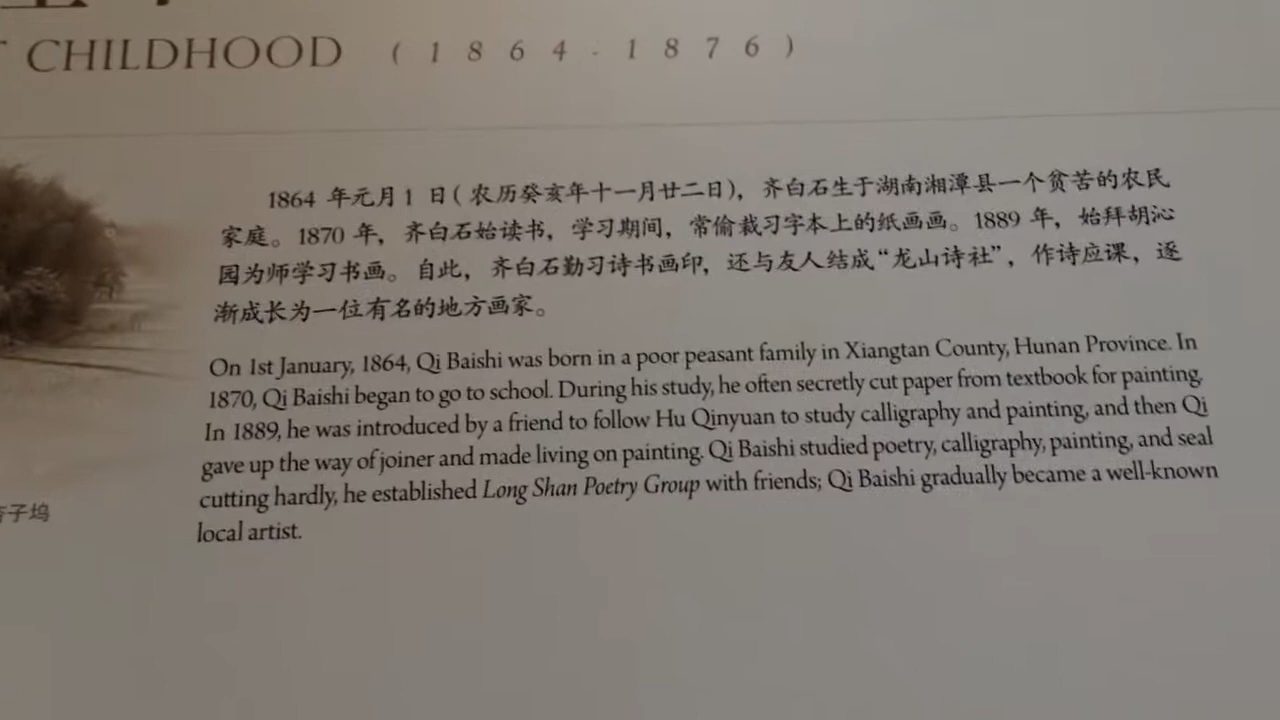 CHILDHOOD (1864-1876)
1864 年元月1 日(农历癸亥年十一月廿二日)，齐白石生于湖南湘潭县一个贫苦的农民
家庭。1870 年，齐白石始读书，学习期间，常偷裁习字本上的纸画画。1889 年，始拜胡沁
园为师学习书画。自此，齐白石勤习诗书画印，还与友人结成“龙山诗社”，作诗应课，逐
渐成长为一位有名的地方画家。
On 1st January, 1864, Qi Baishi was born in a poor peasant family in Xiangtan County, Hunan Province. In
1870, Qi Baishi began to go to school. During his study, he often secretly cut paper from textbook for painting.
In 1889, he was introduced by a friend to follow Hu Qinyuan to study calligraphy and painting, and then Qi
gave up the way of joiner and made living on painting. Qi Baishi studied poetry, calligraphy, painting, and seal
cutting hardly, he established Long Shan Poetry Group with friends; Qi Baishi gradually became a well-known
local artist.
子坞